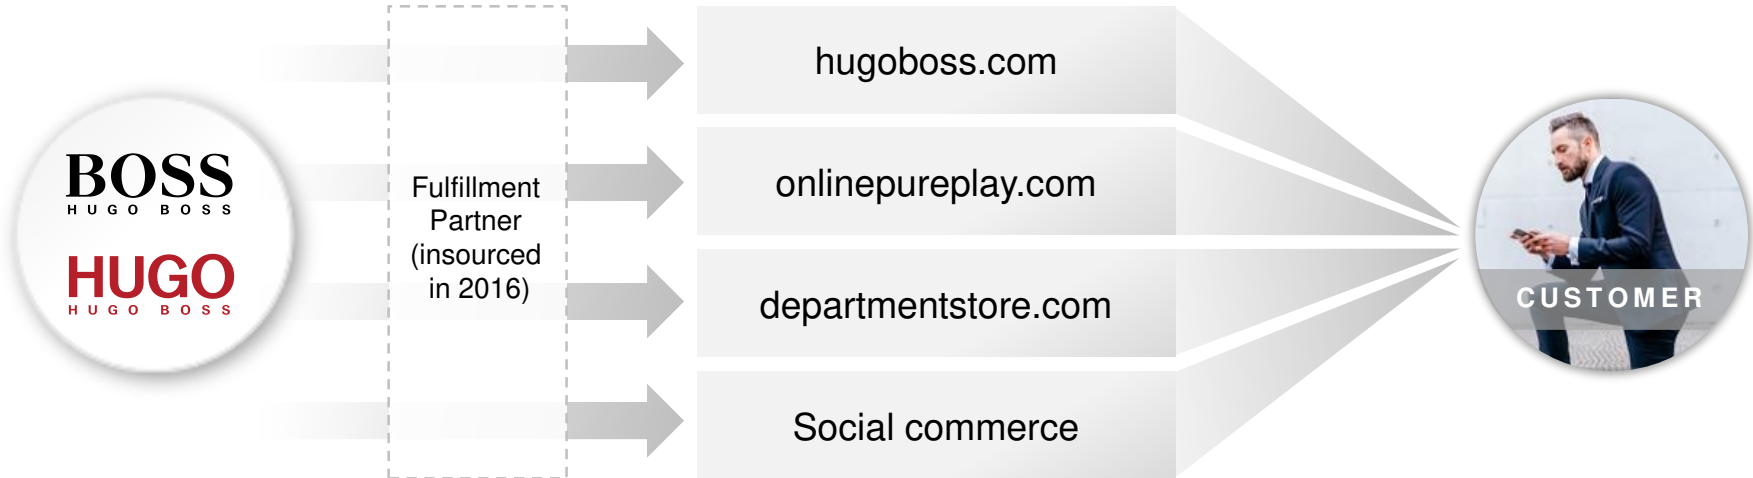 BOSS
HUGO BOSS
HUGO
HUGO BOSS
Fulfillment
Partner
(insourced
in 2016)
hugoboss.com
onlinepureplay.com
departmentstore.com
Social commerce
CUSTOMER